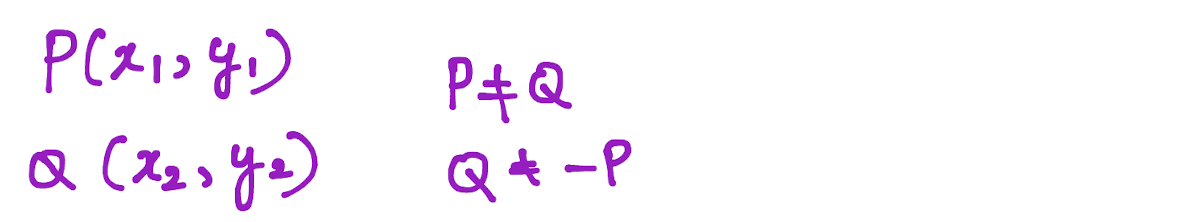 P(x₁, y₁)
P ≠ Q
Q (x₂, y₂)
Q ≠ -P